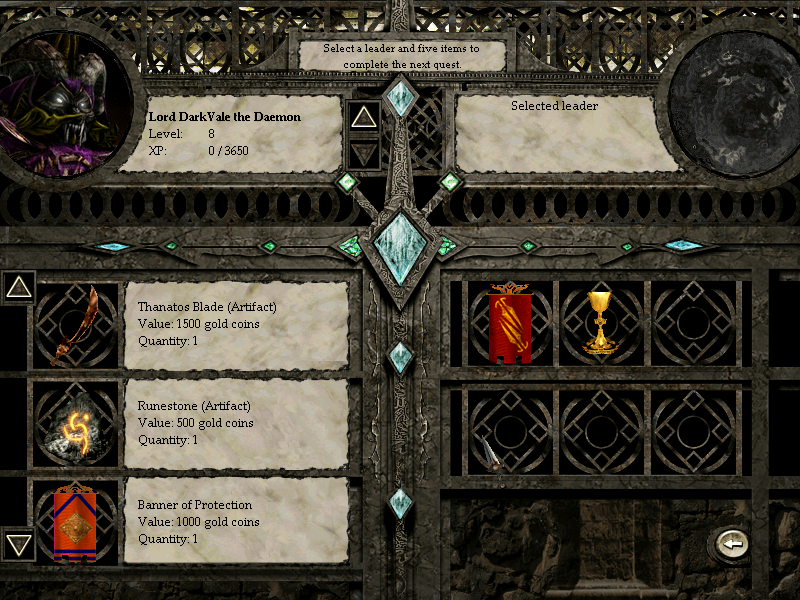 Select a leader and five items to
complete the next quest.
Lord DarkVale the Daemon
Level: 8
XP: 0 / 3650
Selected leader
Thanatos Blade (Artifact)
Value: 1500 gold coins
Quantity: 1
Runestone (Artifact)
Value: 500 gold coins
Quantity: 1
Banner of Protection
Value: 1000 gold coins
Quantity: 1